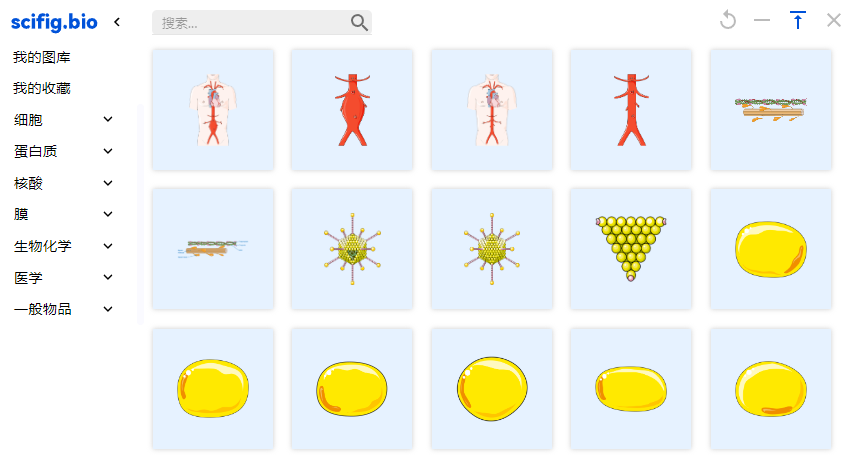 scifig.bio
搜索...
我的图库
我的收藏
细胞
蛋白质
核酸
膜
生物化学
医学
一般物品